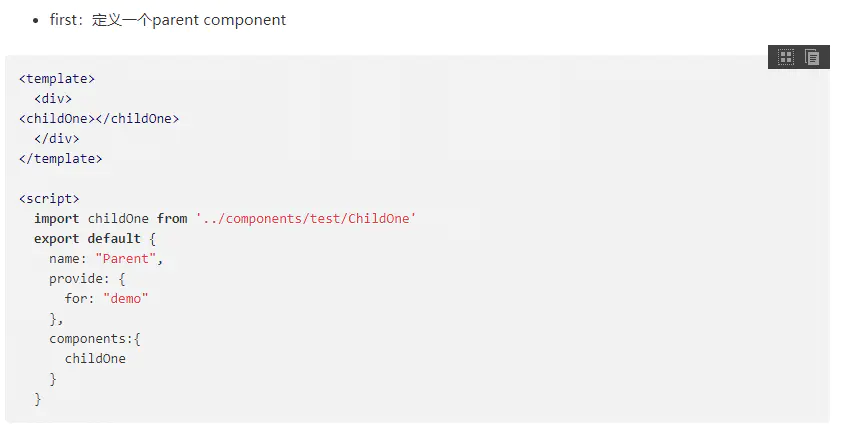 • first：定义一个parent component
<template>
  <div>
<childOne></childOne>
  </div>
</template>

<script>
  import childOne from '../components/test/ChildOne'
  export default {
    name: "Parent",
    provide: {
      for: "demo"
    },
    components:{
      childOne
    }
  }